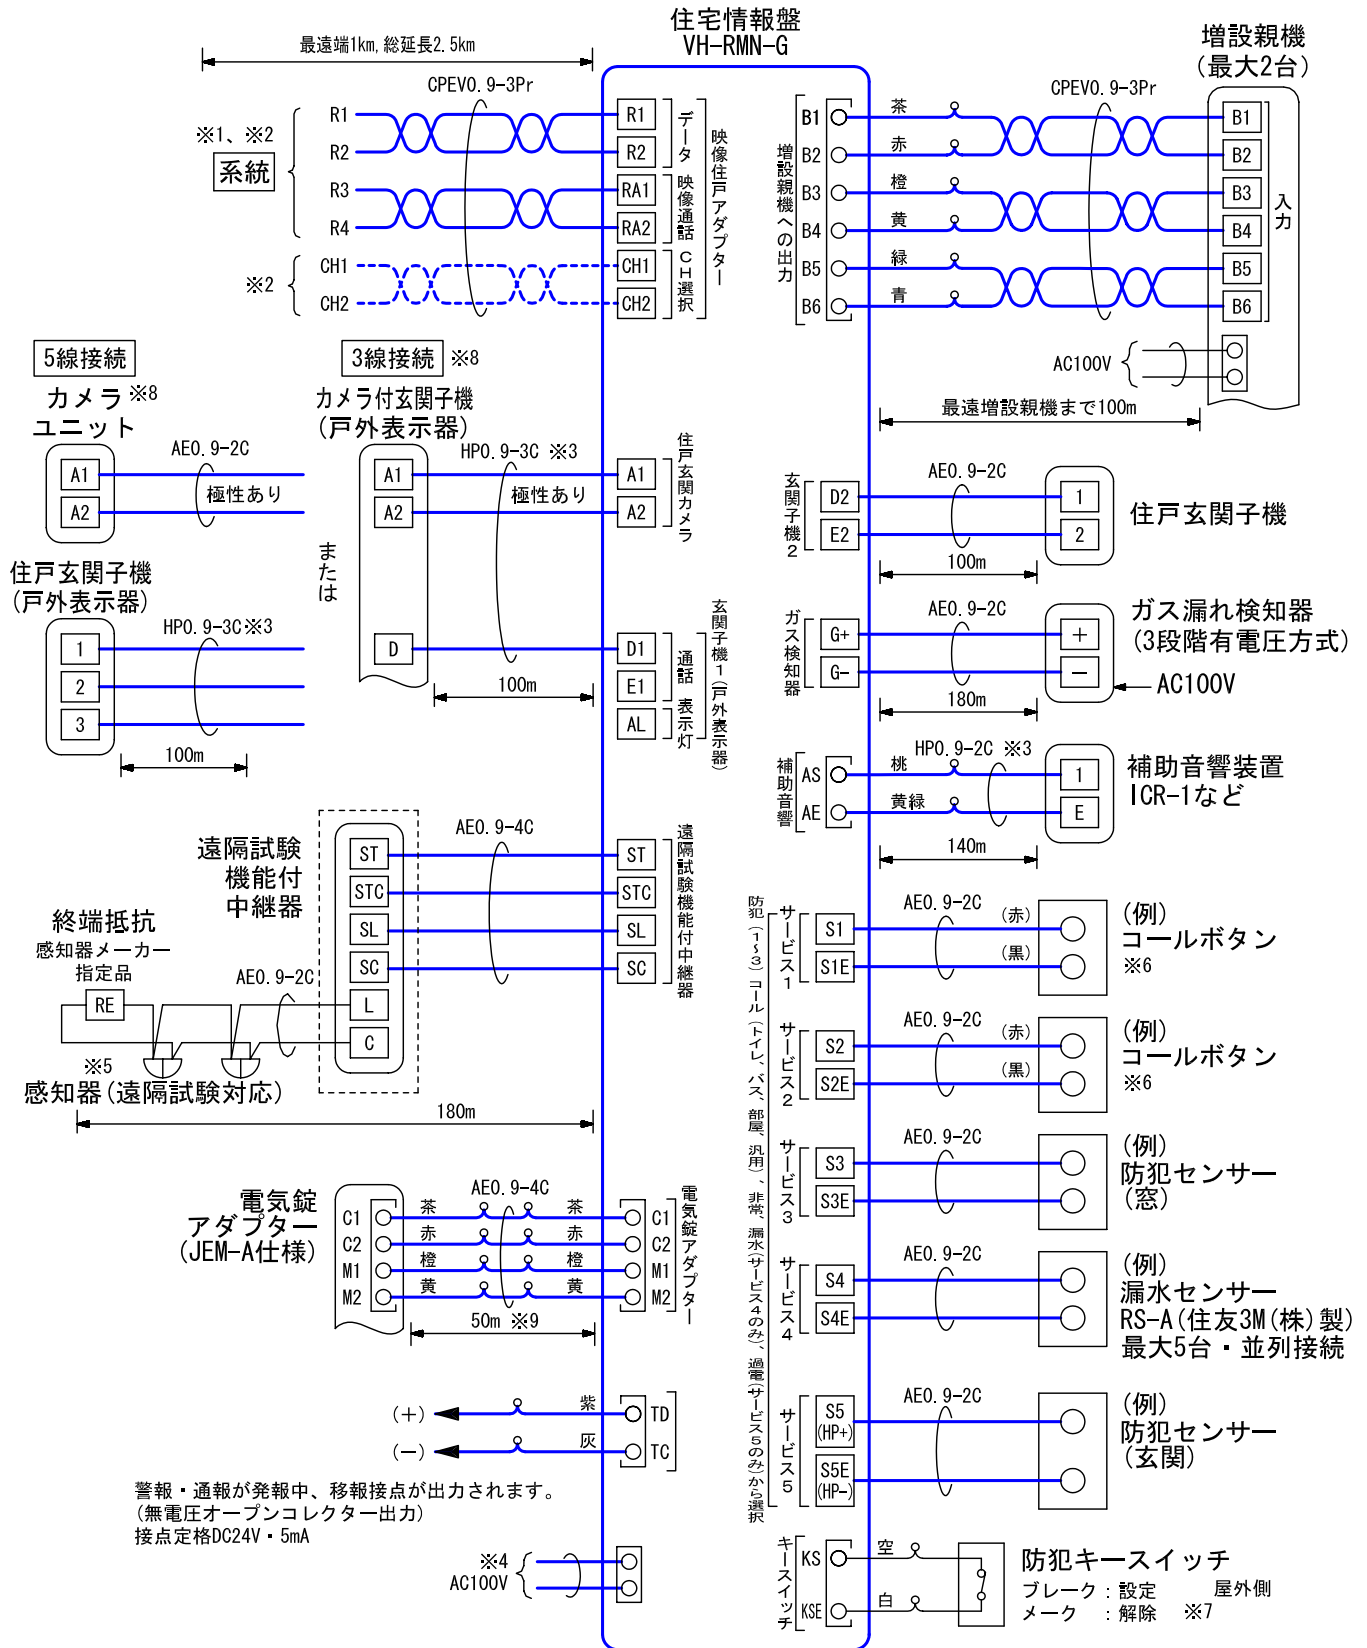 住宅情報盤
VH-RMN-G
最遠端1km,総延長2.5km
CPEV0.9-3Pr
※1、※2
系統
R1
R2
R3
R4
※2
CH1
CH2
R1
R2
RA1
RA2
CH1
CH2
データ
映像通話
CH選択
映像住戸アダプター
増設親機
(最大2台)
CPEV0.9-3Pr
増設親機への出力
B1
B2
B3
B4
B5
B6
茶
赤
橙
黄
緑
青
B1
B2
B3
B4
B5
B6
入力
AC100V
最遠増設親機まで100m
5線接続
カメラ※8
ユニット
A1
A2
AE0.9-2C
極性あり
住戸玄関子機
(戸外表示器)
1
2
3
HP0.9-3C※3
100m
または
3線接続 ※8
カメラ付玄関子機
(戸外表示器)
A1
A2
D
HP0.9-3C ※3
極性あり
100m
A1
A2
住戸玄関カメラ
D1
E1
AL
通話
表示灯
玄関子機1(戸外表示器)
玄関子機2
D2
E2
AE0.9-2C
100m
1
2
住戸玄関子機
ガス検知器
G+
G-
AE0.9-2C
180m
+
-
ガス漏れ検知器
(3段階有電圧方式)
AC100V
補助音響
AS
AE
桃
黄緑
HP0.9-2C ※3
140m
1
E
補助音響装置
ICR-1など
遠隔試験
機能付
中継器
ST
STC
SL
SC
L
C
AE0.9-4C
ST
STC
SL
SC
遠隔試験機能付中継器
終端抵抗
感知器メーカー
指定品
RE
AE0.9-2C
※5
感知器(遠隔試験対応)
180m
防犯(1~3)コール(トイレ、バス、部屋、汎用)、非常、漏水(サービス4のみ)、過電(サービス5のみ)から選択
サービス1
S1
S1E
AE0.9-2C
(赤)
(黒)
(例)
コールボタン
※6
サービス2
S2
S2E
AE0.9-2C
(赤)
(黒)
(例)
コールボタン
※6
サービス3
S3
S3E
AE0.9-2C
(例)
防犯センサー
(窓)
サービス4
S4
S4E
AE0.9-2C
(例)
漏水センサー
RS-A(住友3M(株)製)
最大5台・並列接続
サービス5
S5
(HP+)
S5E
(HP-)
AE0.9-2C
(例)
防犯センサー
(玄関)
電気錠
アダプター
(JEM-A仕様)
C1
C2
M1
M2
茶
赤
橙
黄
AE0.9-4C
茶
赤
橙
黄
50m ※9
C1
C2
M1
M2
電気錠アダプター
(+)
(-)
紫
灰
TD
TC
警報・通報が発報中、移報接点が出力されます。
(無電圧オープンコレクター出力)
接点定格DC24V・5mA
※4
AC100V
キースイッチ
KS
KSE
空
白
防犯キースイッチ
ブレーク:設定 屋外側
メーク :解除 ※7